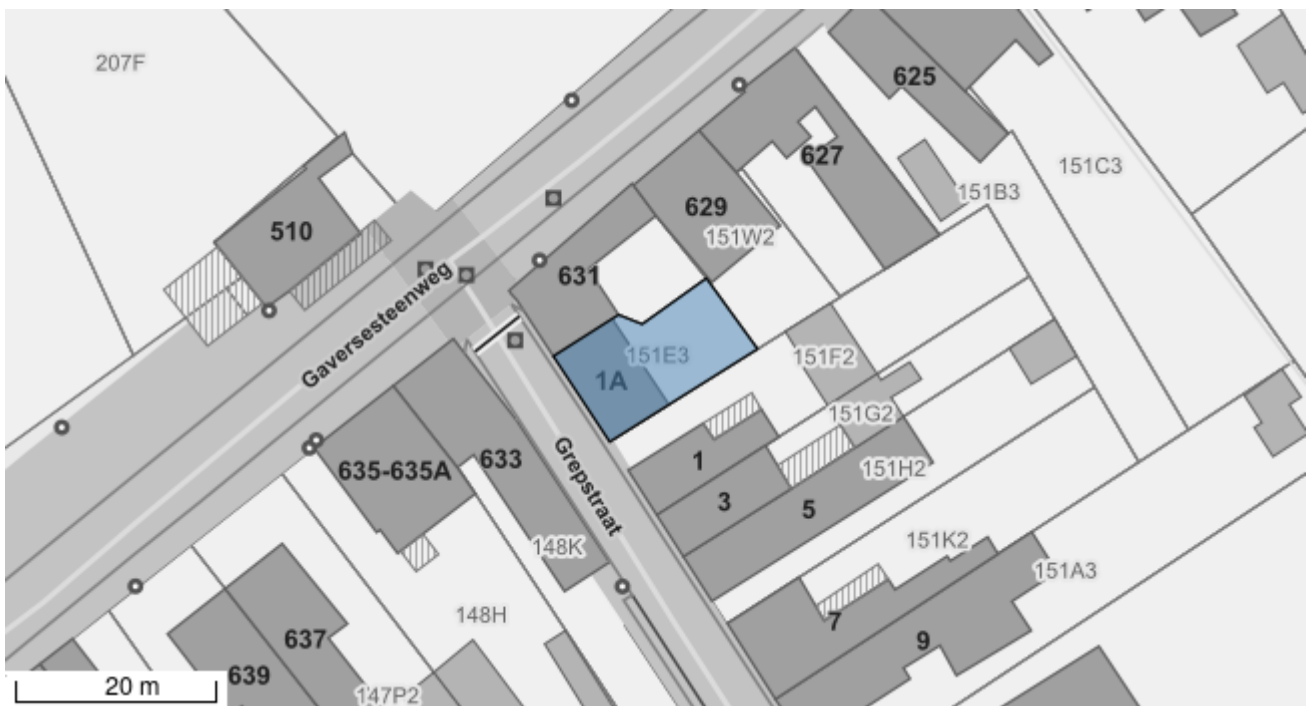 207F
625
627
151C3
151B3
629
151W2
510
631
Gaversesteenweg
151E3
1A
151F2
151G2
1
633
635-635A
3
151H2
5
Grepstraat
148K
151K2
151A3
148H
7
9
637
639
147P2
20 m